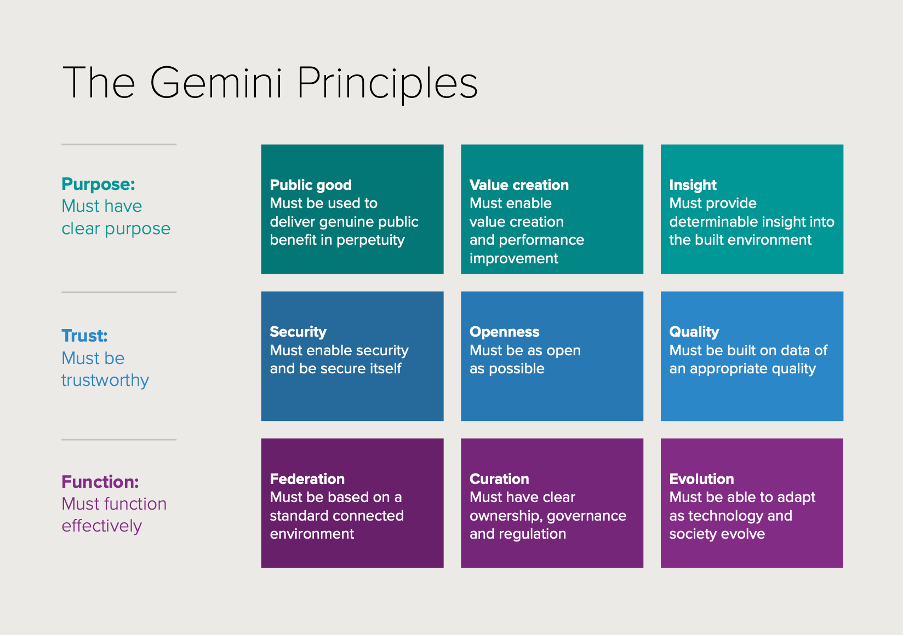 The Gemini Principles
Purpose:
Must have
clear purpose
Public good
Must be used to
deliver genuine public
benefit in perpetuity
Value creation
Must enable
value creation
and performance
improvement
Insight
Must provide
determinable insight into
the built environment
Trust:
Must be
trustworthy
Security
Must enable security
and be secure itself
Openness
Must be as open
as possible
Quality
Must be built on data of
an appropriate quality
Function:
Must function
effectively
Federation
Must be based on a
standard connected
environment
Curation
Must have clear
ownership, governance
and regulation
Evolution
Must be able to adapt
as technology and
society evolve